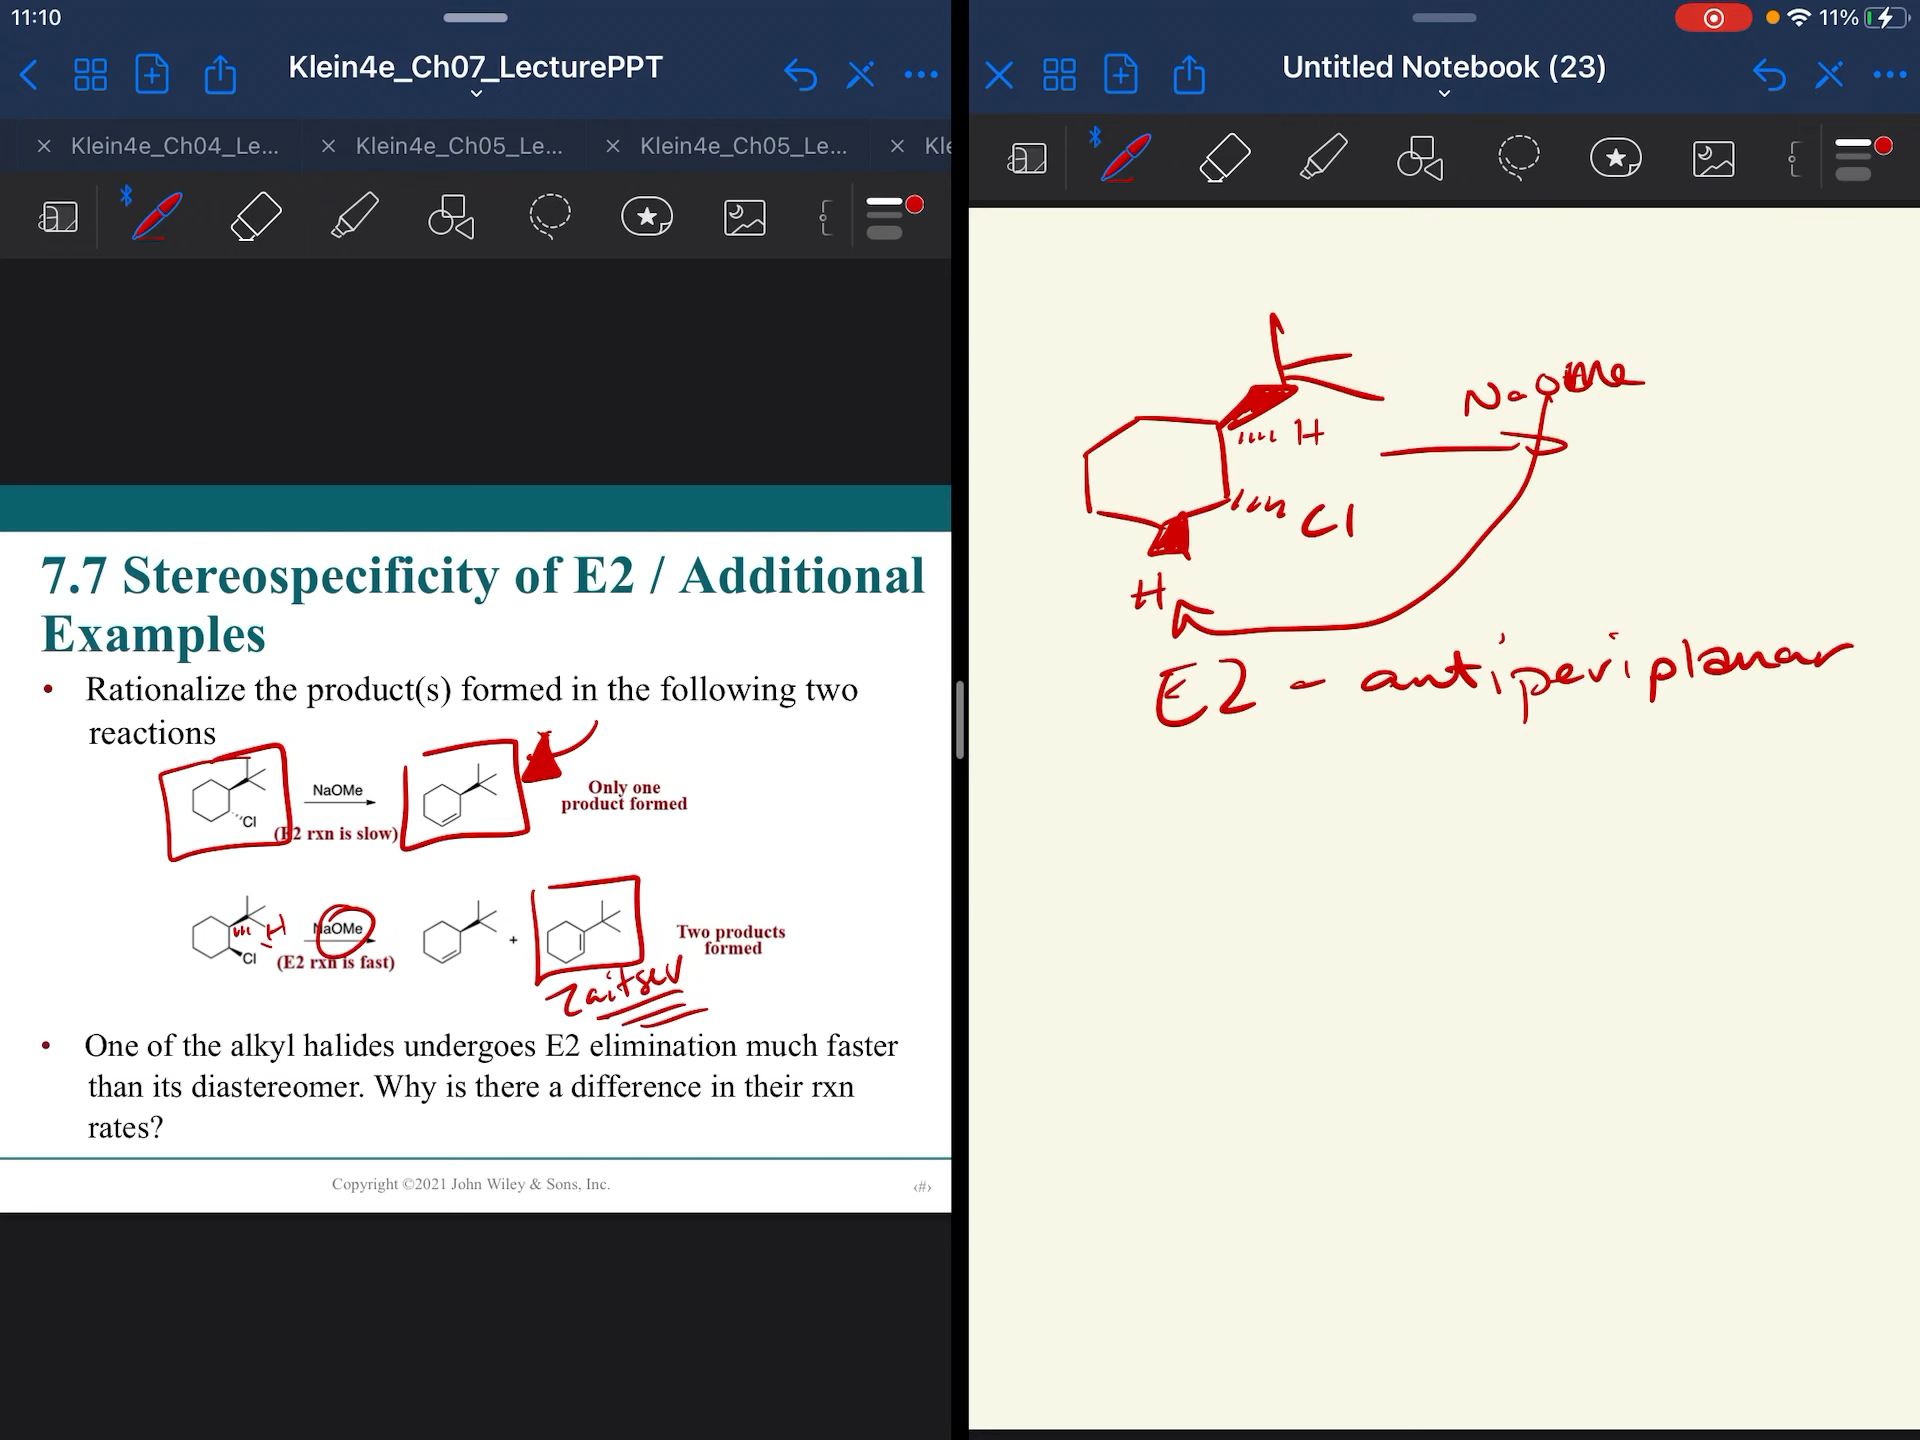 11:10
Klein4e_Ch07_LecturePPT
Klein4e_Ch04_Le...
Klein4e_Ch05_Le...
Klein4e_Ch05_Le...
Kle
7.7 Stereospecificity of E2 / Additional
Examples
• Rationalize the product(s) formed in the following two
reactions
NaOMe
Cl
(E2 rxn is slow)
Only one
product formed
H
NaOMe
Cl
(E2 rxn is fast)
+
Two products
formed
Zaitsev
• One of the alkyl halides undergoes E2 elimination much faster
than its diastereomer. Why is there a difference in their rxn
rates?
Copyright ©2021 John Wiley & Sons, Inc.
‹#›
11%
Untitled Notebook (23)
NaOMe
H
Cl
H
E2 - antiperiplanar